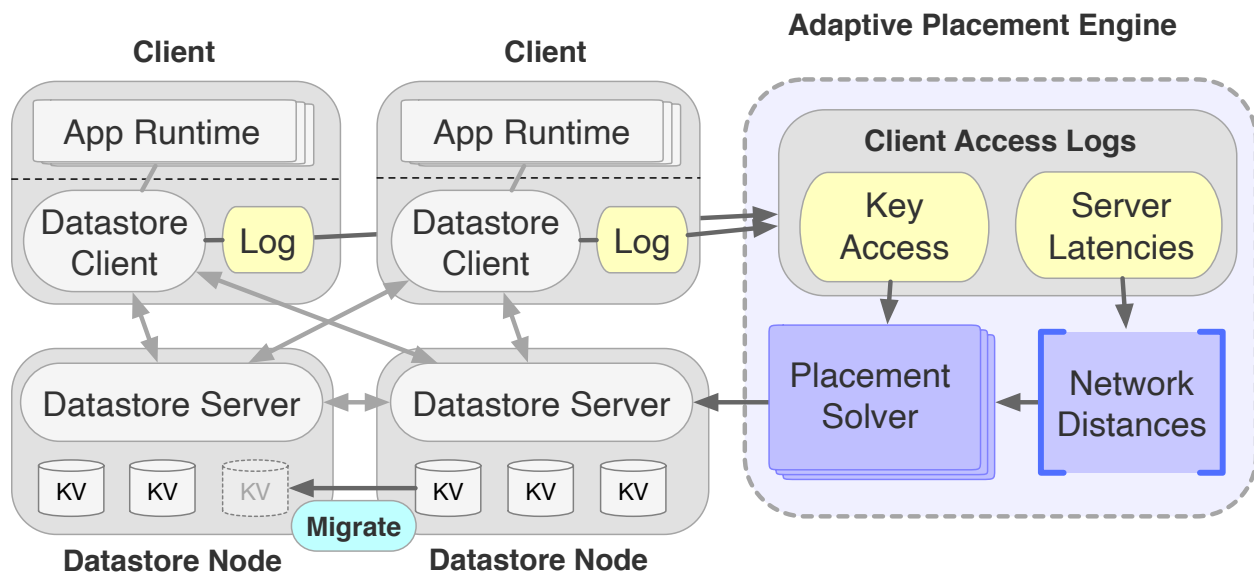 Adaptive Placement Engine
Client
Client
App Runtime
App Runtime
Client Access Logs
Datastore
Client
Log
Datastore
Client
Log
Key
Access
Server
Latencies
Placement
Solver
Network
Distances
Datastore Server
Datastore Server
KV
KV
KV
KV
KV
KV
Migrate
Datastore Node
Datastore Node